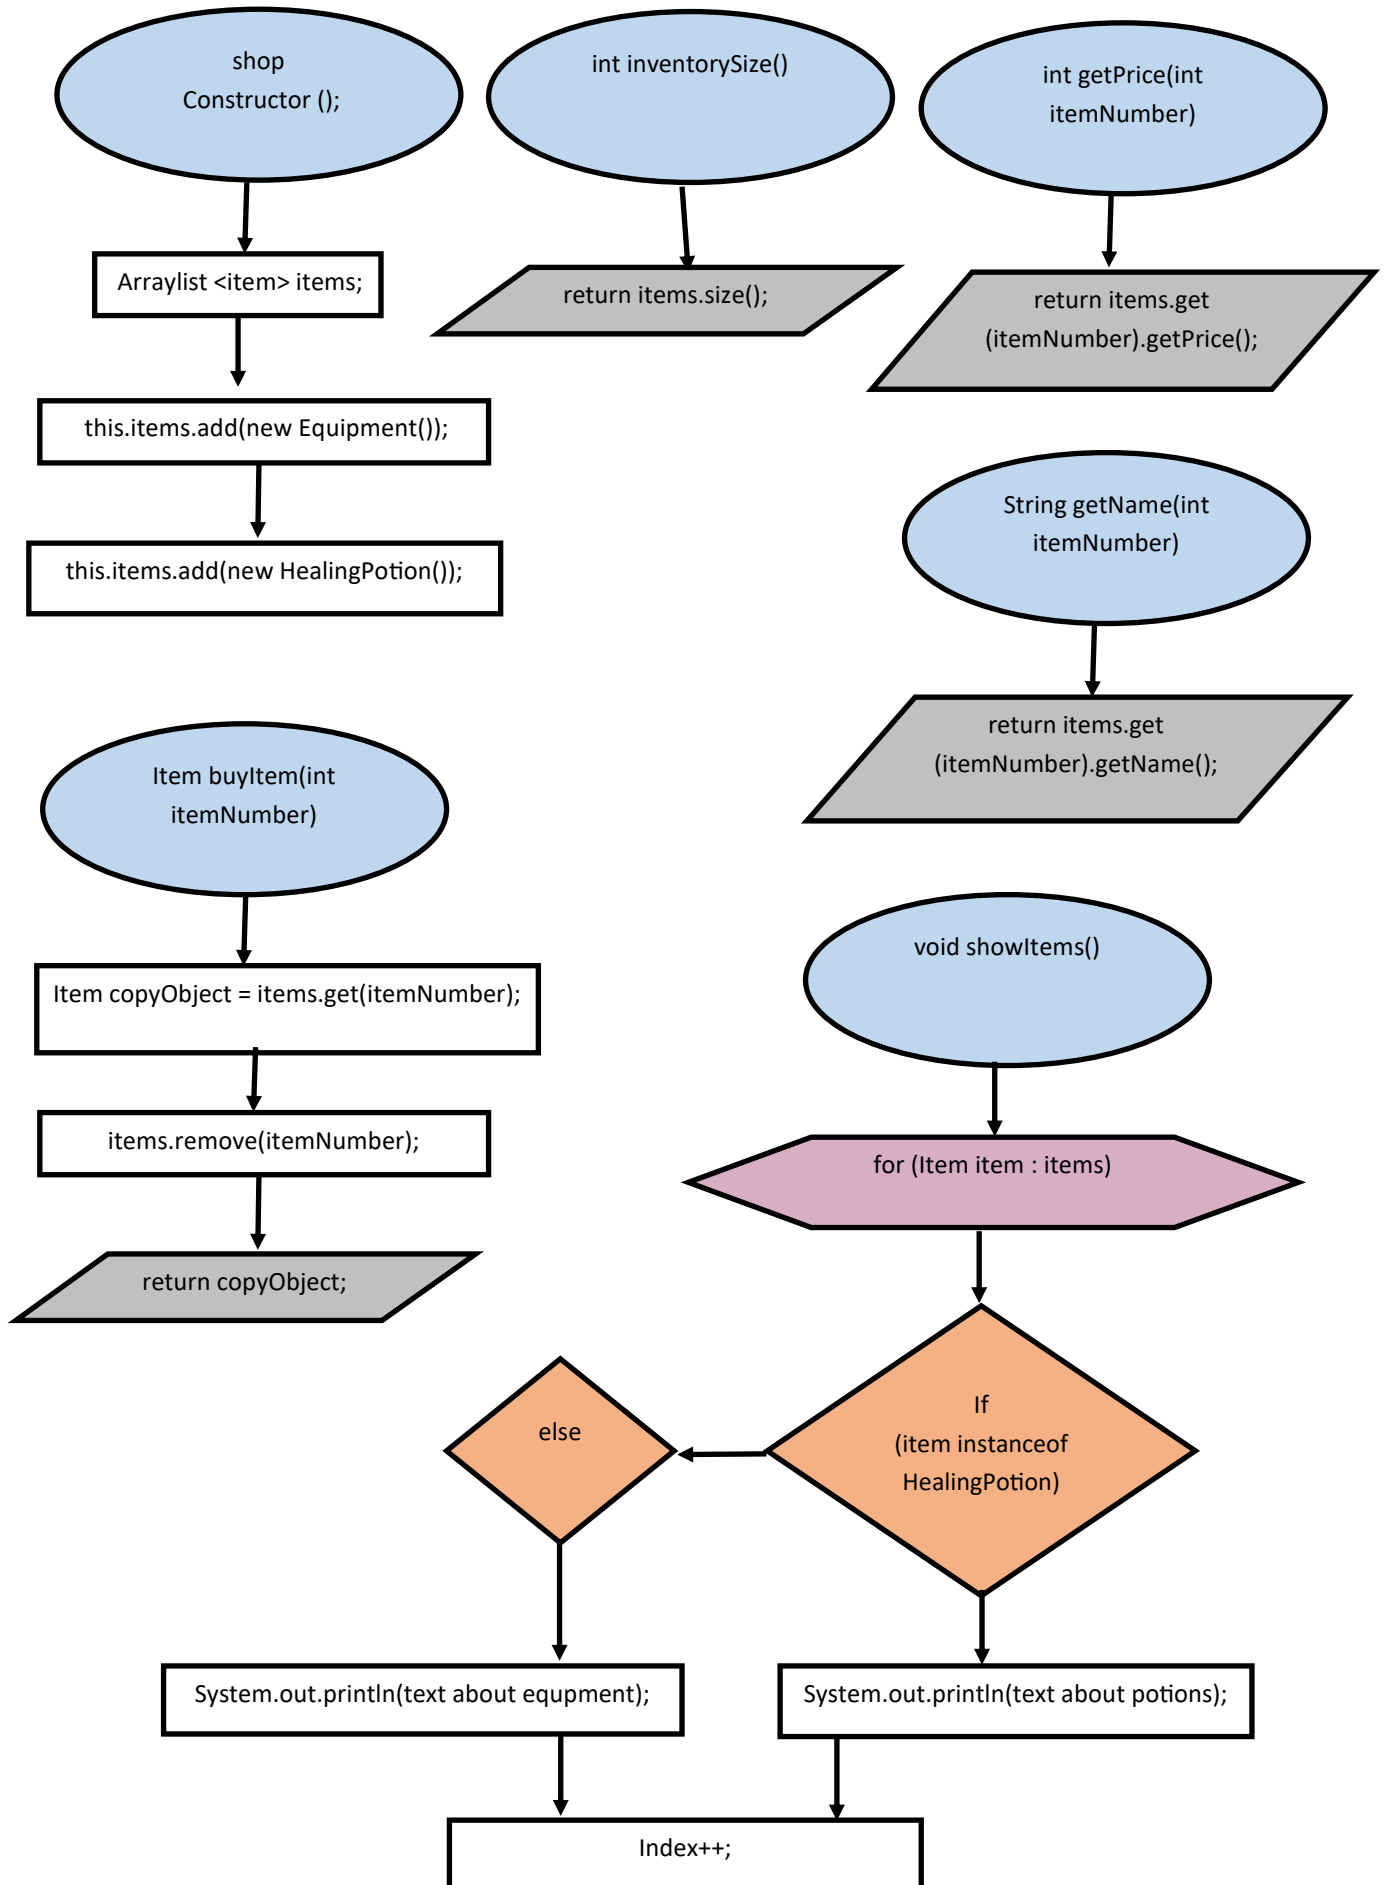 shop
Constructor ();
Arraylist <item> items;
this.items.add(new Equipment());
this.items.add(new HealingPotion());
int inventorySize()
return items.size();
int getPrice(int
itemNumber)
return items.get
(itemNumber).getPrice();
String getName(int
itemNumber)
return items.get
(itemNumber).getName();
Item buyItem(int
itemNumber)
Item copyObject = items.get(itemNumber);
items.remove(itemNumber);
return copyObject;
void showItems()
for (Item item : items)
If
(item instanceof
HealingPotion)
else
System.out.println(text about equpment);
System.out.println(text about potions);
Index++;